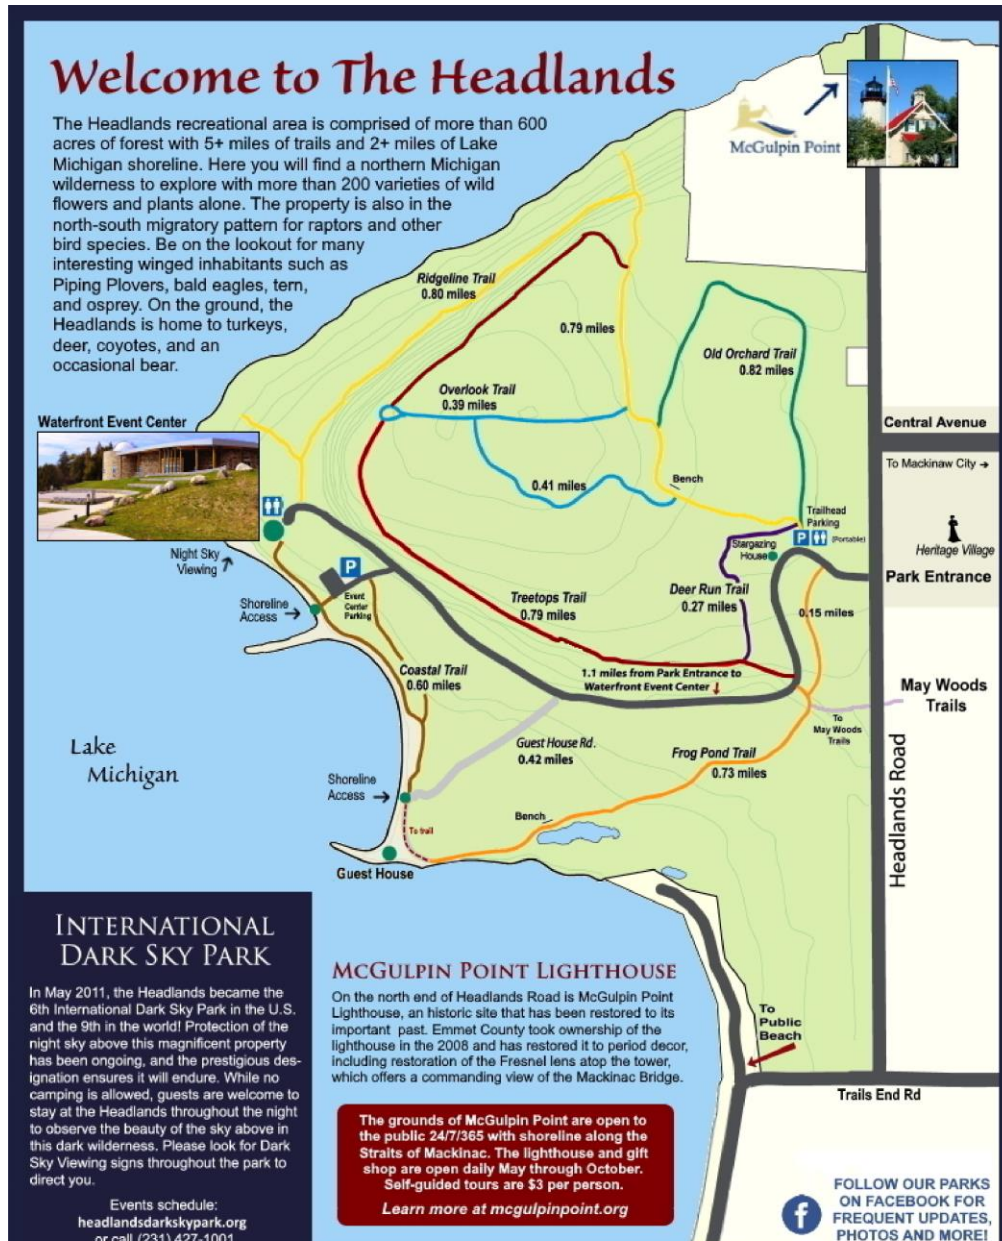 Welcome to The Headlands
The Headlands recreational area is comprised of more than 600
acres of forest with 5+ miles of trails and 2+ miles of Lake
Michigan shoreline. Here you will find a northern Michigan
wilderness to explore with more than 200 varieties of wild
flowers and plants alone. The property is also in the
north-south migratory pattern for raptors and other
bird species. Be on the lookout for many
interesting winged inhabitants such as
Piping Plovers, bald eagles, tern,
and osprey. On the ground, the
Headlands is home to turkeys,
deer, coyotes, and an
occasional bear.
McGulpin Point
Ridgeline Trail
0.80 miles
0.79 miles
Old Orchard Trail
0.82 miles
Overlook Trail
0.39 miles
Waterfront Event Center
Central Avenue
To Mackinaw City →
0.41 miles
Bench
Trailhead
Parking
P
(Portable)
Heritage Village
Stargazing
House
Night Sky
Viewing
P
Park Entrance
Event
Center
Parking
Shoreline
Access →
Treetops Trail
0.79 miles
Deer Run Trail
0.27 miles
0.15 miles
Coastal Trail
0.60 miles
1.1 miles from Park Entrance to
Waterfront Event Center ↓
May Woods
Trails
To
May Woods
Trails
Lake
Michigan
Guest House Rd.
0.42 miles
Frog Pond Trail
0.73 miles
Shoreline
Access →
Bench
To trail
Guest House
Headlands Road
INTERNATIONAL
DARK SKY PARK
In May 2011, the Headlands became the
6th International Dark Sky Park in the U.S.
and the 9th in the world! Protection of the
night sky above this magnificent property
has been ongoing, and the prestigious des-
ignation ensures it will endure. While no
camping is allowed, guests are welcome to
stay at the Headlands throughout the night
to observe the beauty of the sky above in
this dark wilderness. Please look for Dark
Sky Viewing signs throughout the park to
direct you.
Events schedule:
headlandsdarkskypark.org
or call (231) 427-1001
MCGULPIN POINT LIGHTHOUSE
On the north end of Headlands Road is McGulpin Point
Lighthouse, an historic site that has been restored to its
important past. Emmet County took ownership of the
lighthouse in the 2008 and has restored it to period decor,
including restoration of the Fresnel lens atop the tower,
which offers a commanding view of the Mackinac Bridge.
The grounds of McGulpin Point are open to
the public 24/7/365 with shoreline along the
Straits of Mackinac. The lighthouse and gift
shop are open daily May through October.
Self-guided tours are $3 per person.
Learn more at mcgulpinpoint.org
To
Public
Beach
Trails End Rd
FOLLOW OUR PARKS
ON FACEBOOK FOR
FREQUENT UPDATES,
PHOTOS AND MORE!